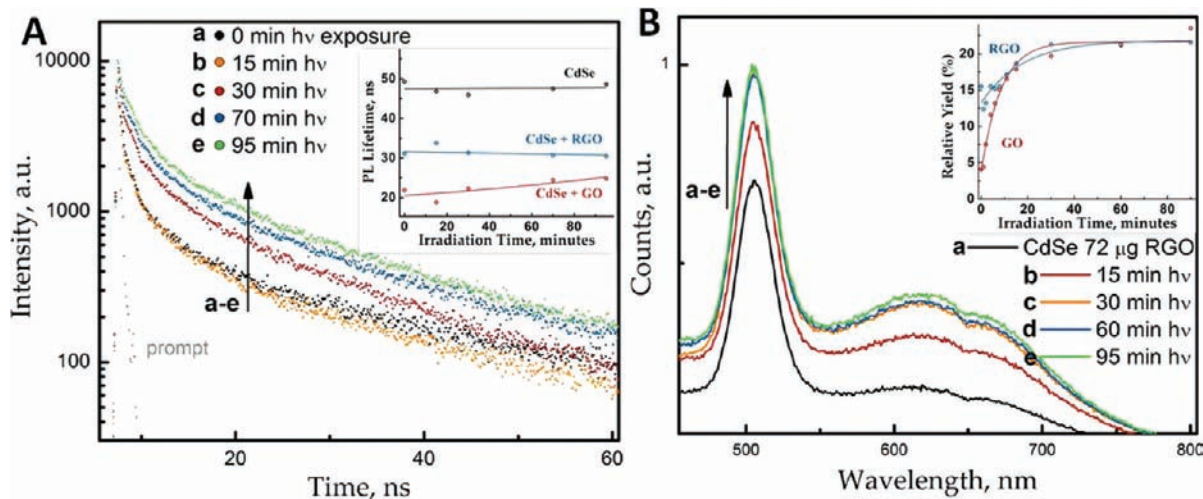 A
a 0 min hν exposure
b 15 min hν
c 30 min hν
d 70 min hν
e 95 min hν
10000
1000
100
Intensity, a.u.
20
40
60
Time, ns
a-e
prompt
50
40
30
20
PL Lifetime, ns
CdSe
CdSe + RGO
CdSe + GO
0
20
40
60
80
Irradiation Time, minutes
B
1
Counts, a.u.
500
600
700
800
Wavelength, nm
a-e
20
15
10
5
0
Relative Yield (%)
RGO
GO
0
20
40
60
80
Irradiation Time, minutes
a CdSe 72 μg RGO
b 15 min hν
c 30 min hν
d 60 min hν
e 95 min hν